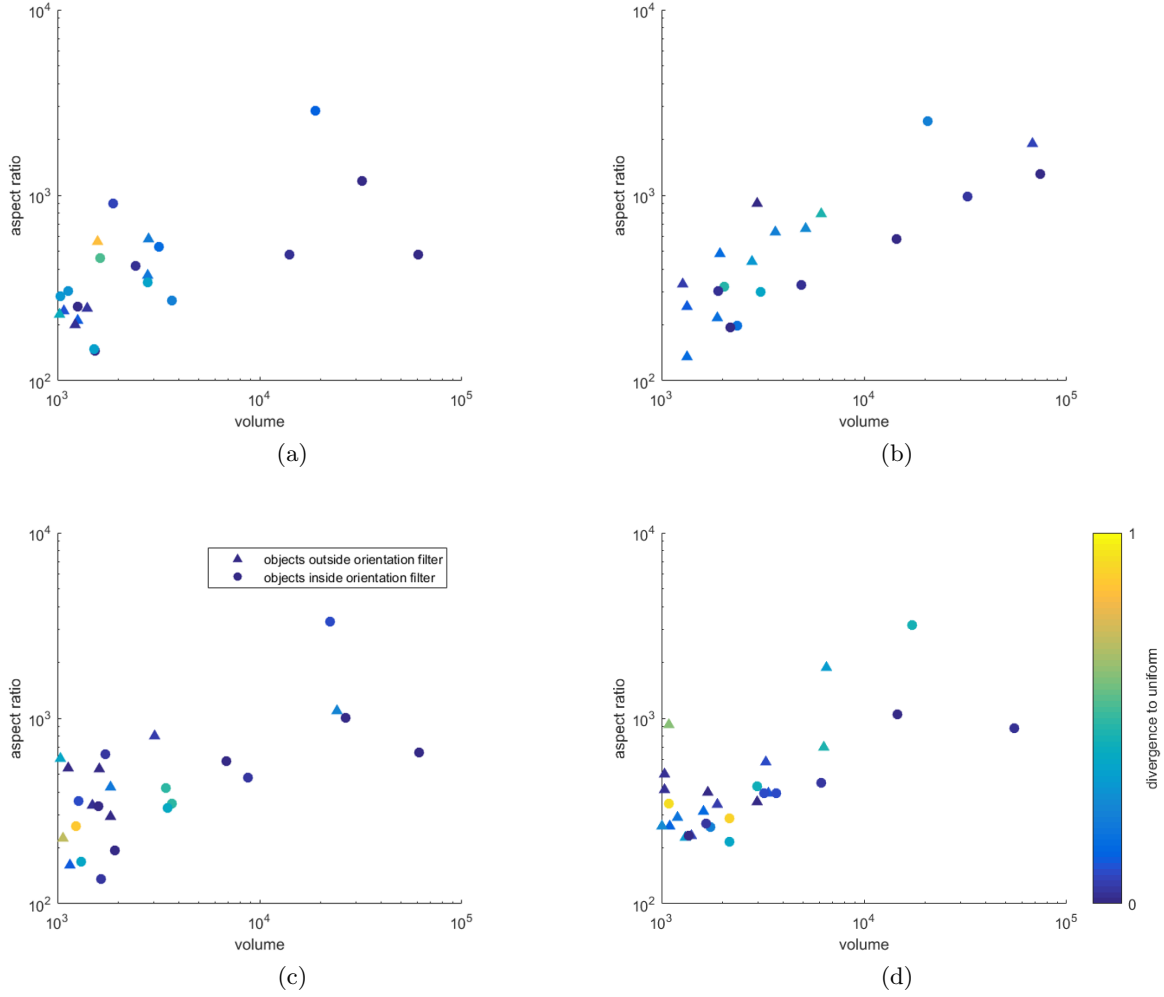 10^4
10^3
10^2
aspect ratio
10^3
10^4
10^5
volume
(a)
10^4
10^3
10^2
aspect ratio
10^3
10^4
10^5
volume
(b)
10^4
10^3
10^2
aspect ratio
objects outside orientation filter
objects inside orientation filter
10^3
10^4
10^5
volume
(c)
10^4
10^3
10^2
aspect ratio
10^3
10^4
10^5
volume
(d)
1
0
divergence to uniform